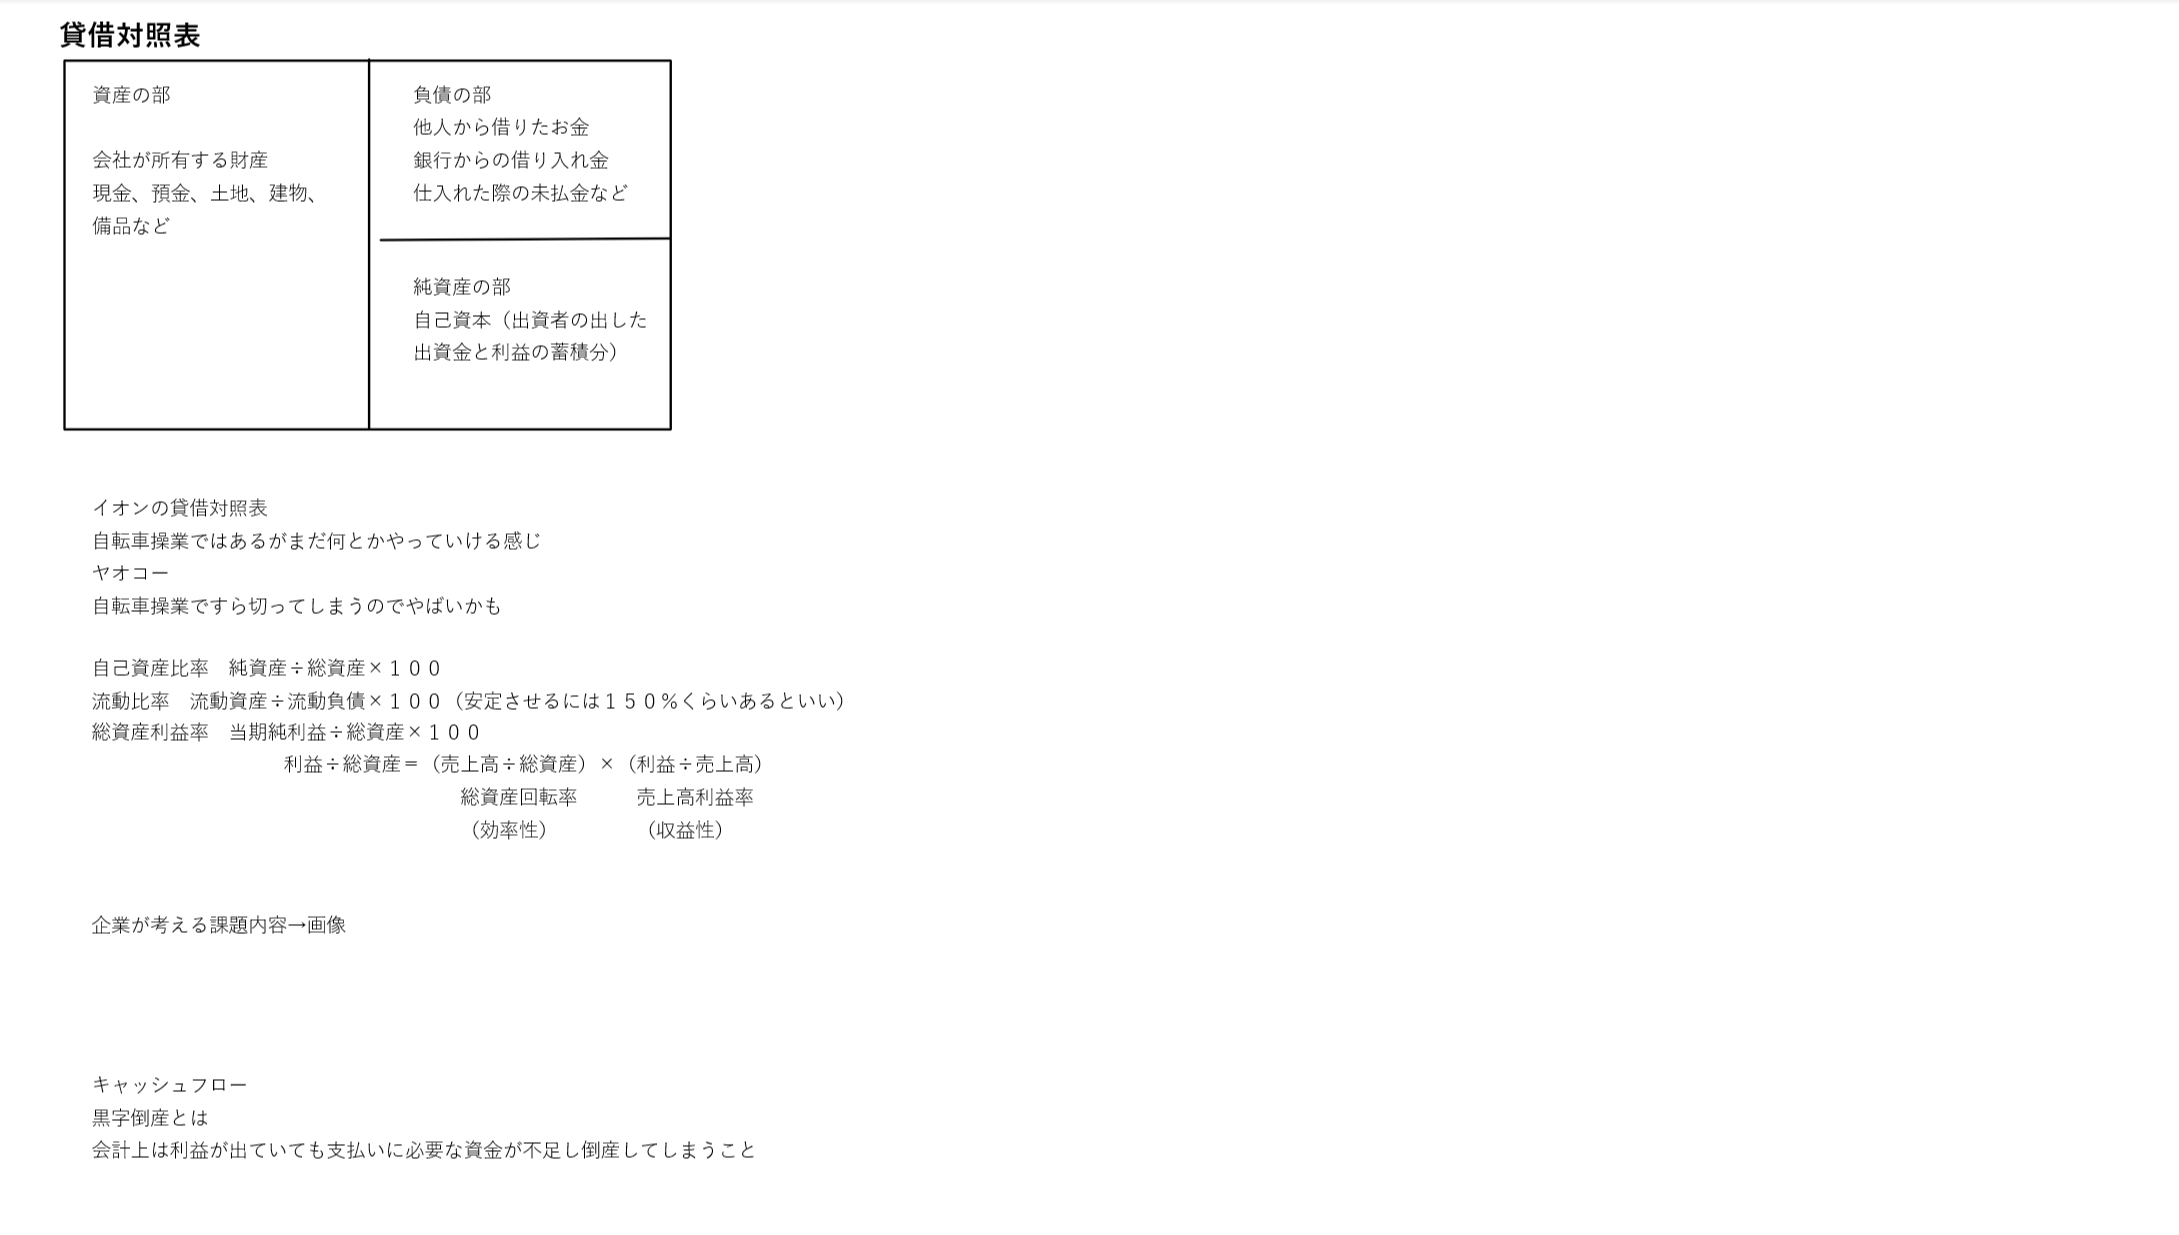 貸借対照表
資産の部
会社が所有する財産
現金、預金、土地、建物、
備品など
負債の部
他人から借りたお金
銀行からの借り入れ金
仕入れた際の未払金など
純資産の部
自己資本（出資者の出した
出資金と利益の蓄積分）
イオンの貸借対照表
自転車操業ではあるがまだ何とかやっていける感じ
ヤオコー
自転車操業ですら切ってしまうのでやばいかも
自己資産比率　純資産÷総資産×１００
流動比率　流動資産÷流動負債×１００（安定させるには１５０％くらいあるといい）
総資産利益率　当期純利益÷総資産×１００
利益÷総資産＝（売上高÷総資産）×（利益÷売上高）
総資産回転率　　　売上高利益率
（効率性）　　　　　（収益性）
企業が考える課題内容→画像
キャッシュフロー
黒字倒産とは
会計上は利益が出ていても支払いに必要な資金が不足し倒産してしまうこと